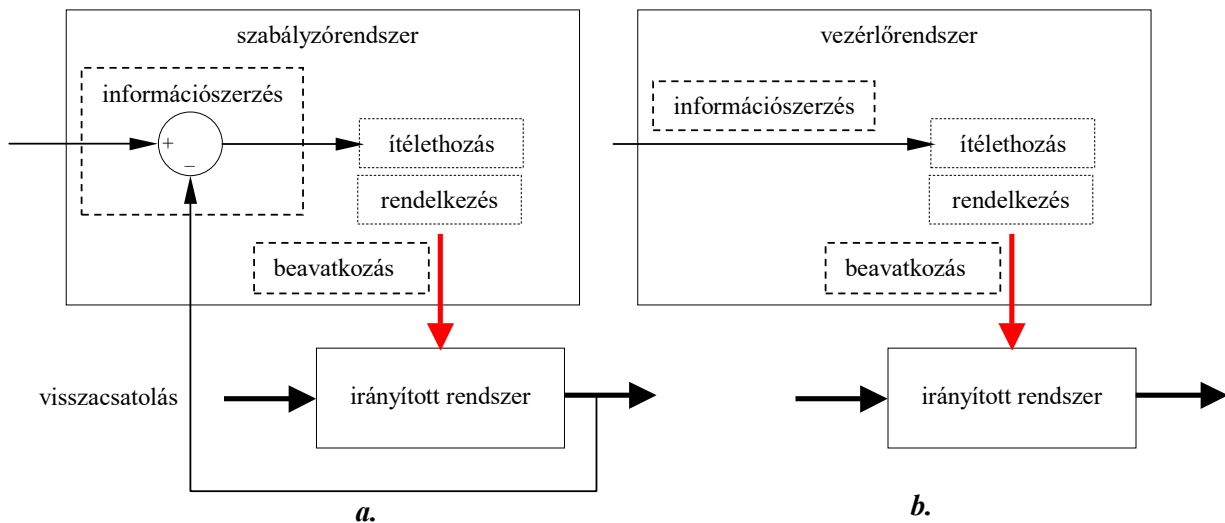 szabályzórendszer
információszerzés
+
–
ítélethozás
rendelkezés
beavatkozás
visszacsatolás
irányított rendszer
a.
vezérlőrendszer
információszerzés
ítélethozás
rendelkezés
beavatkozás
irányított rendszer
b.